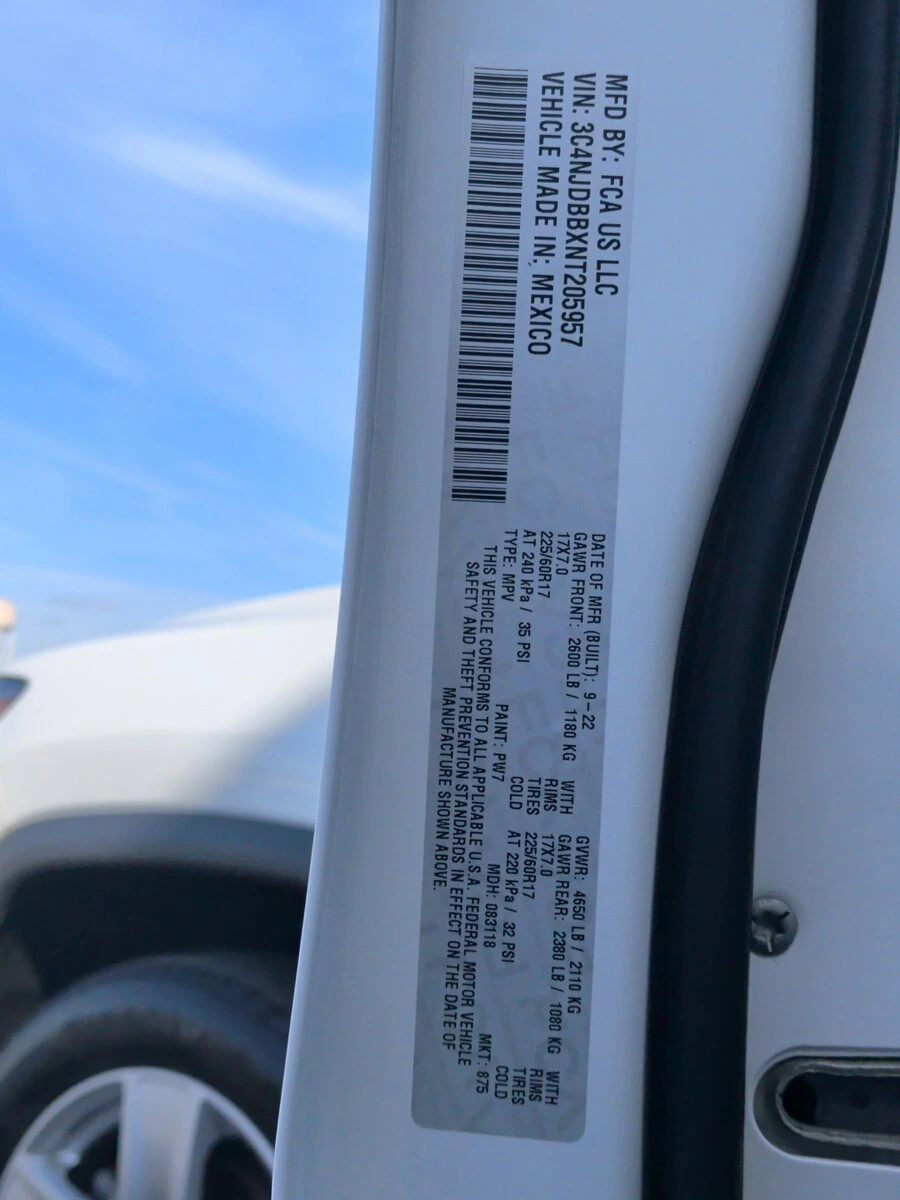 MFD BY: FCA US LLC
VIN: 3C4NJDBBXNT205957
VEHICLE MADE IN: MEXICO
DATE OF MFR (BUILT): 9-22 GVWR: 4650 LB / 2110 KG
GAWR FRONT: 2600 LB / 1180 KG WITH GAWR REAR: 2380 LB / 1080 KG WITH
17X7.0 RIMS 17X7.0 RIMS
225/60R17 TIRES 225/60R17 TIRES
AT 240 kPa / 35 PSI COLD AT 220 kPa / 32 PSI COLD
TYPE: MPV PAINT: PW7 MDH: 083118 MKT: 875
THIS VEHICLE CONFORMS TO ALL APPLICABLE U.S.A. FEDERAL MOTOR VEHICLE
SAFETY AND THEFT PREVENTION STANDARDS IN EFFECT ON THE DATE OF
MANUFACTURE SHOWN ABOVE.